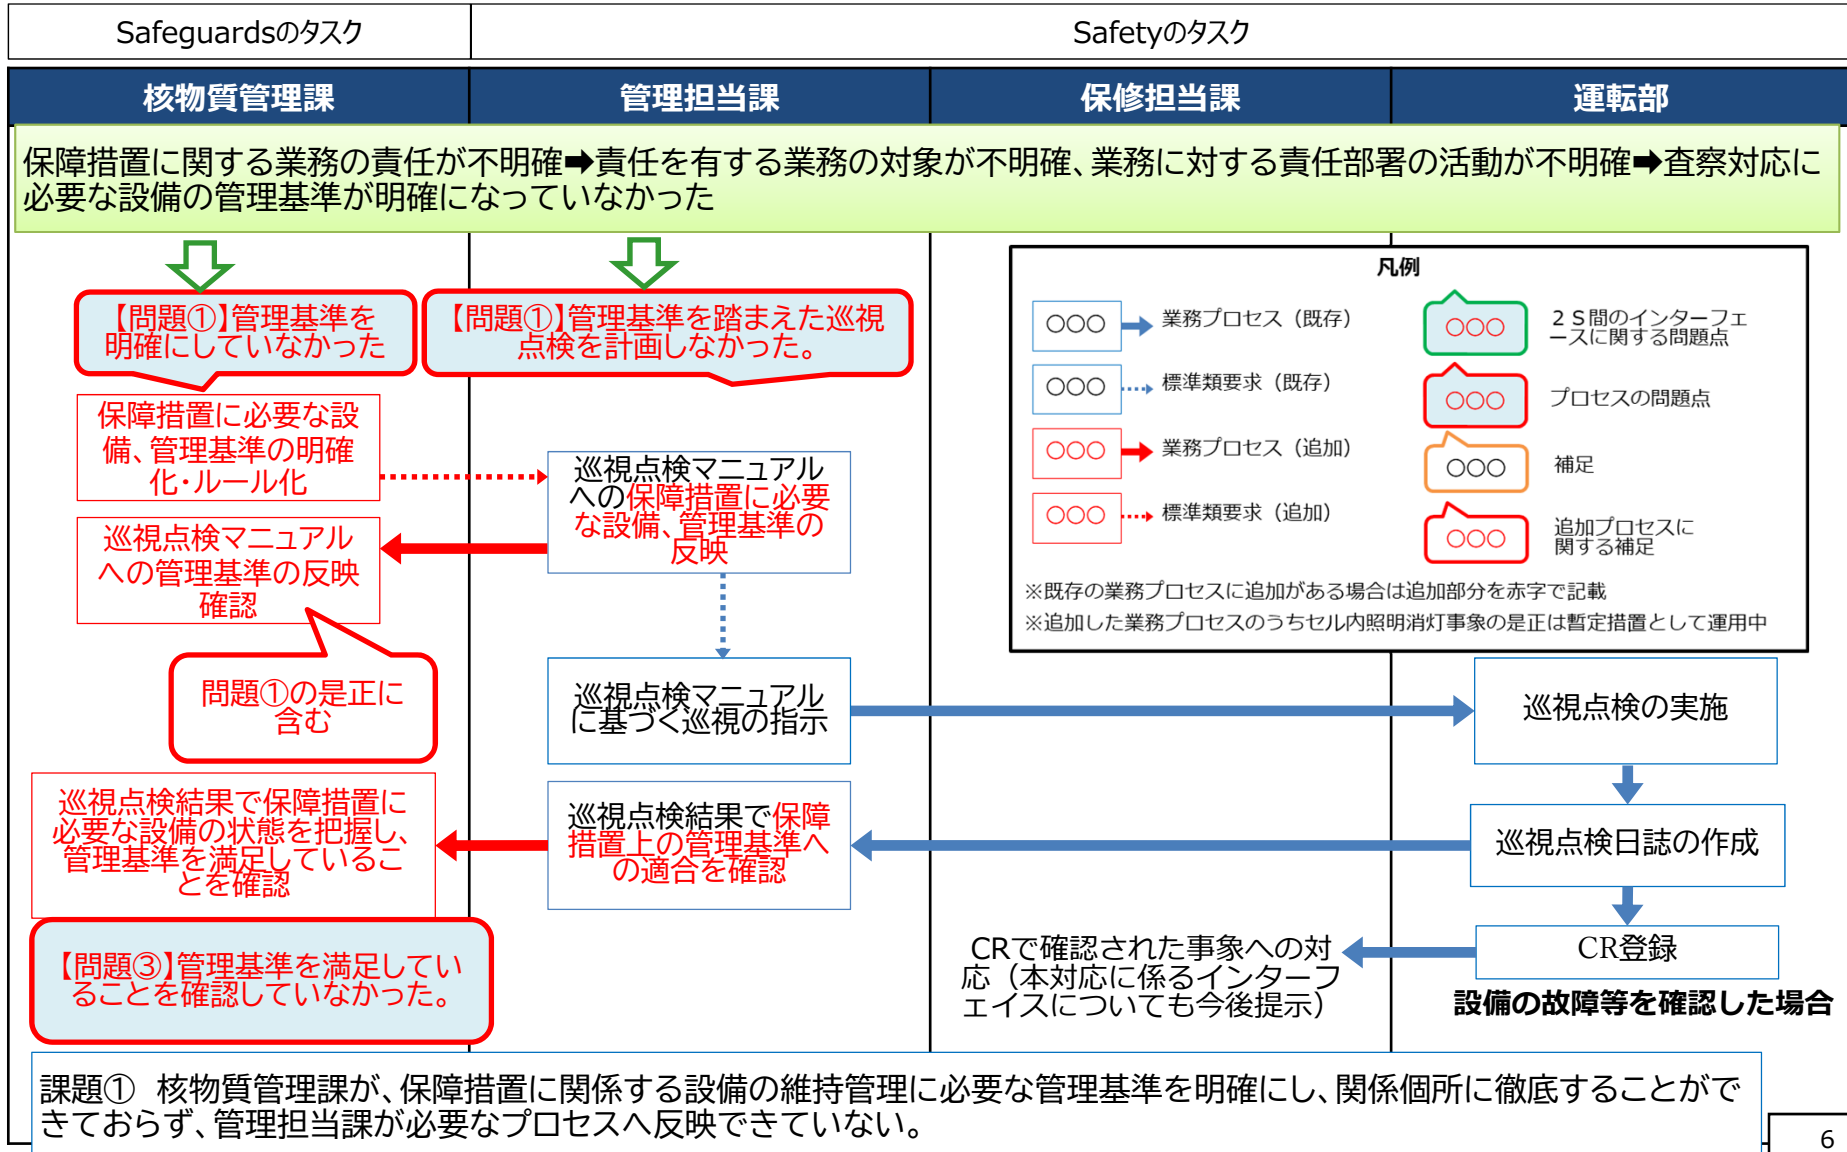 Safeguardsのタスク
Safetyのタスク
核物質管理課
管理担当課
保修担当課
運転部
保障措置に関する業務の責任が不明確➡責任を有する業務の対象が不明確、業務に対する責任部署の活動が不明確➡査察対応に
必要な設備の管理基準が明確になっていなかった
【問題①】管理基準を
明確にしていなかった
【問題①】管理基準を踏まえた巡視
点検を計画しなかった。
凡例
○○○
業務プロセス（既存）
○○○
２Ｓ間のインターフェ
ースに関する問題点
○○○
標準類要求（既存）
○○○
プロセスの問題点
○○○
業務プロセス（追加）
○○○
補足
○○○
標準類要求（追加）
○○○
追加プロセスに
関する補足
※既存の業務プロセスに追加がある場合は追加部分を赤字で記載
※追加した業務プロセスのうちセル内照明消灯事象の是正は暫定措置として運用中
保障措置に必要な設
備、管理基準の明確
化・ルール化
巡視点検マニュアル
への保障措置に必要
な設備、管理基準の
反映
巡視点検マニュアル
への管理基準の反映
確認
問題①の是正に
含む
巡視点検マニュアル
に基づく巡視の指示
巡視点検の実施
巡視点検結果で保障措置に
必要な設備の状態を把握し、
管理基準を満足しているこ
とを確認
巡視点検結果で保障
措置上の管理基準へ
の適合を確認
巡視点検日誌の作成
【問題③】管理基準を満足してい
ることを確認していなかった。
CRで確認された事象への対
応（本対応に係るインターフ
ェイスについても今後提示）
CR登録
設備の故障等を確認した場合
課題①　核物質管理課が、保障措置に関係する設備の維持管理に必要な管理基準を明確にし、関係個所に徹底することがで
きておらず、管理担当課が必要なプロセスへ反映できていない。
6